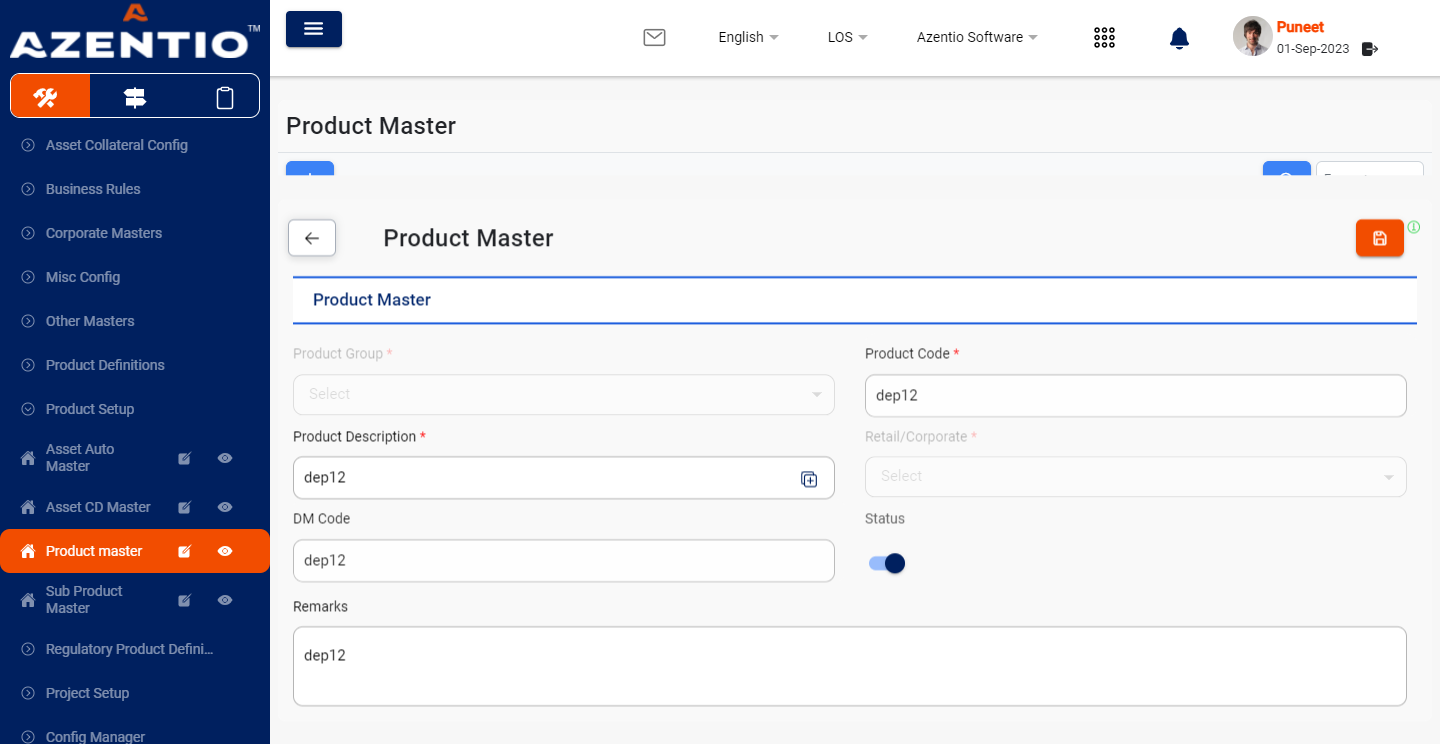 AZENTIO TM
English
LOS
Azentio Software
Puneet
01-Sep-2023
Asset Collateral Config
Business Rules
Corporate Masters
Misc Config
Other Masters
Product Definitions
Product Setup
Asset Auto
Master
Asset CD Master
Product master
Sub Product
Master
Regulatory Product Defini...
Project Setup
Config Manager
Product Master
Product Master
Product Master
Product Group *
Select
Product Code *
dep12
Product Description *
dep12
Retail/Corporate *
Select
DM Code
dep12
Status
Remarks
dep12